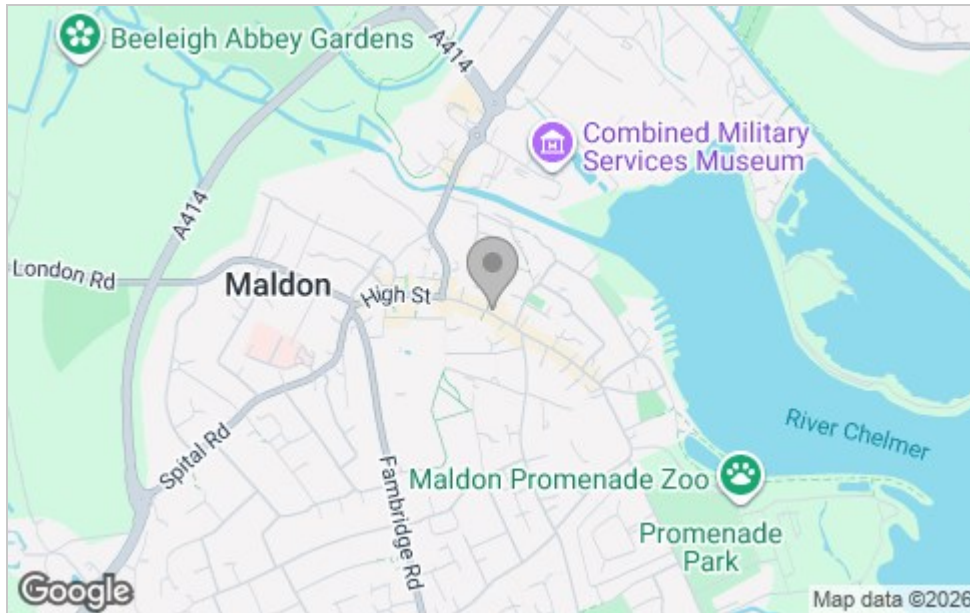 Beeleigh Abbey Gardens
A414
Combined Military
Services Museum
A414
London Rd
Maldon
High St
River Chelmer
Spital Rd
Fambridge Rd
Maldon Promenade Zoo
Promenade
Park
Google
Map data ©2026